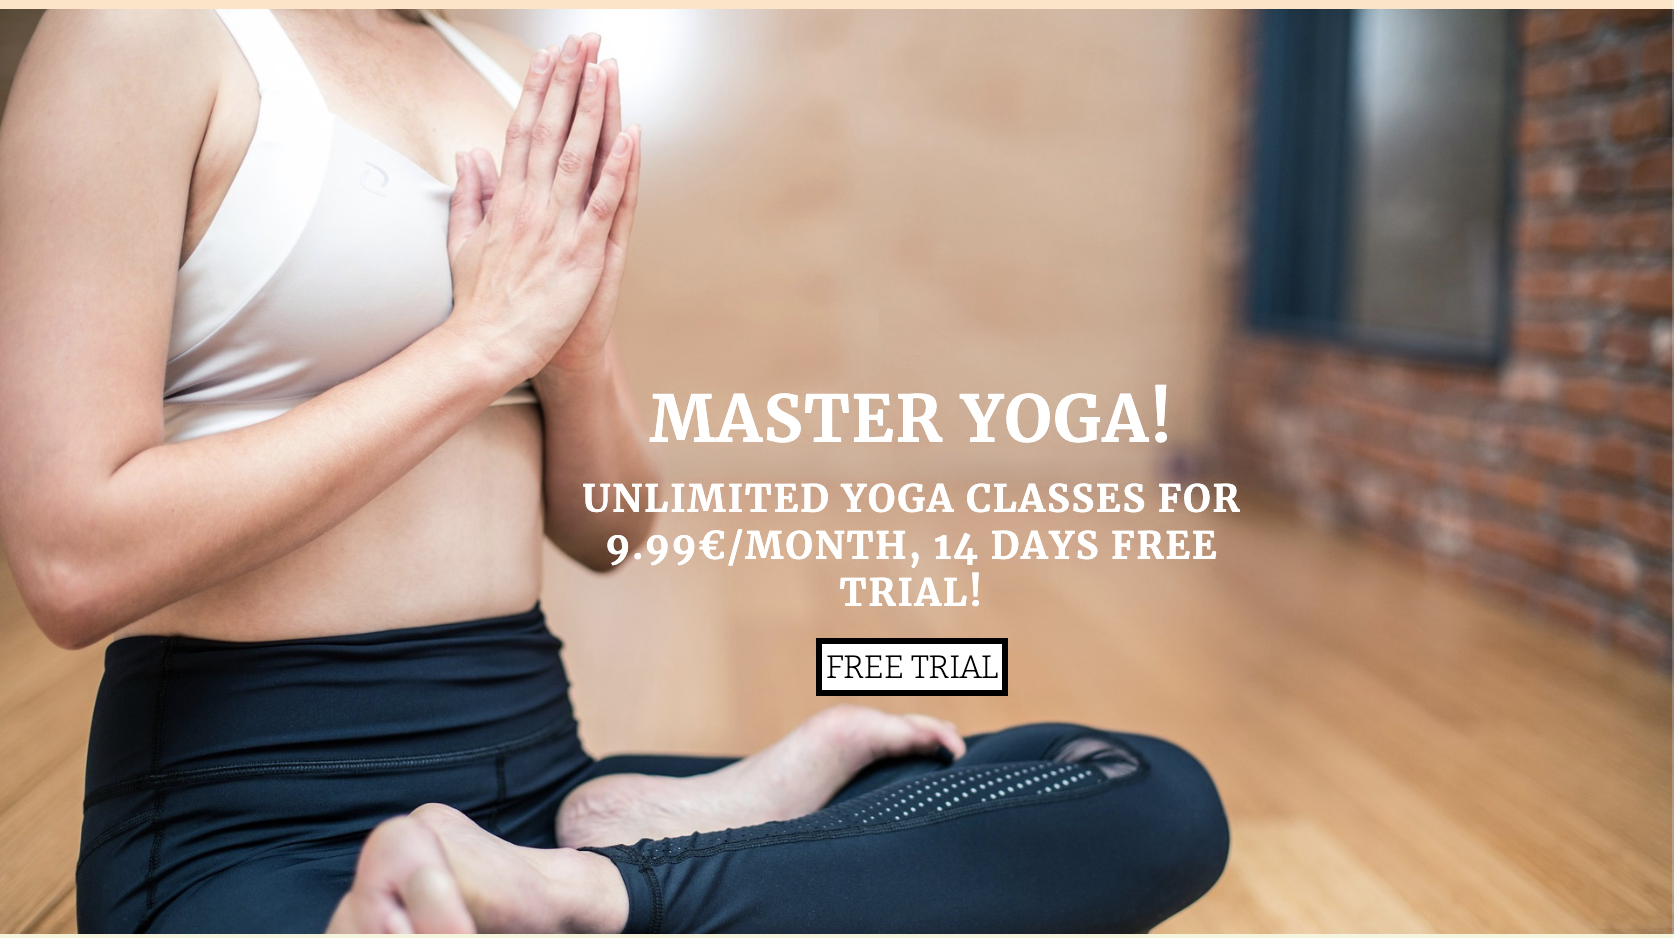 MASTER YOGA!
UNLIMITED YOGA CLASSES FOR
9.99€/MONTH, 14 DAYS FREE
TRIAL!
FREE TRIAL